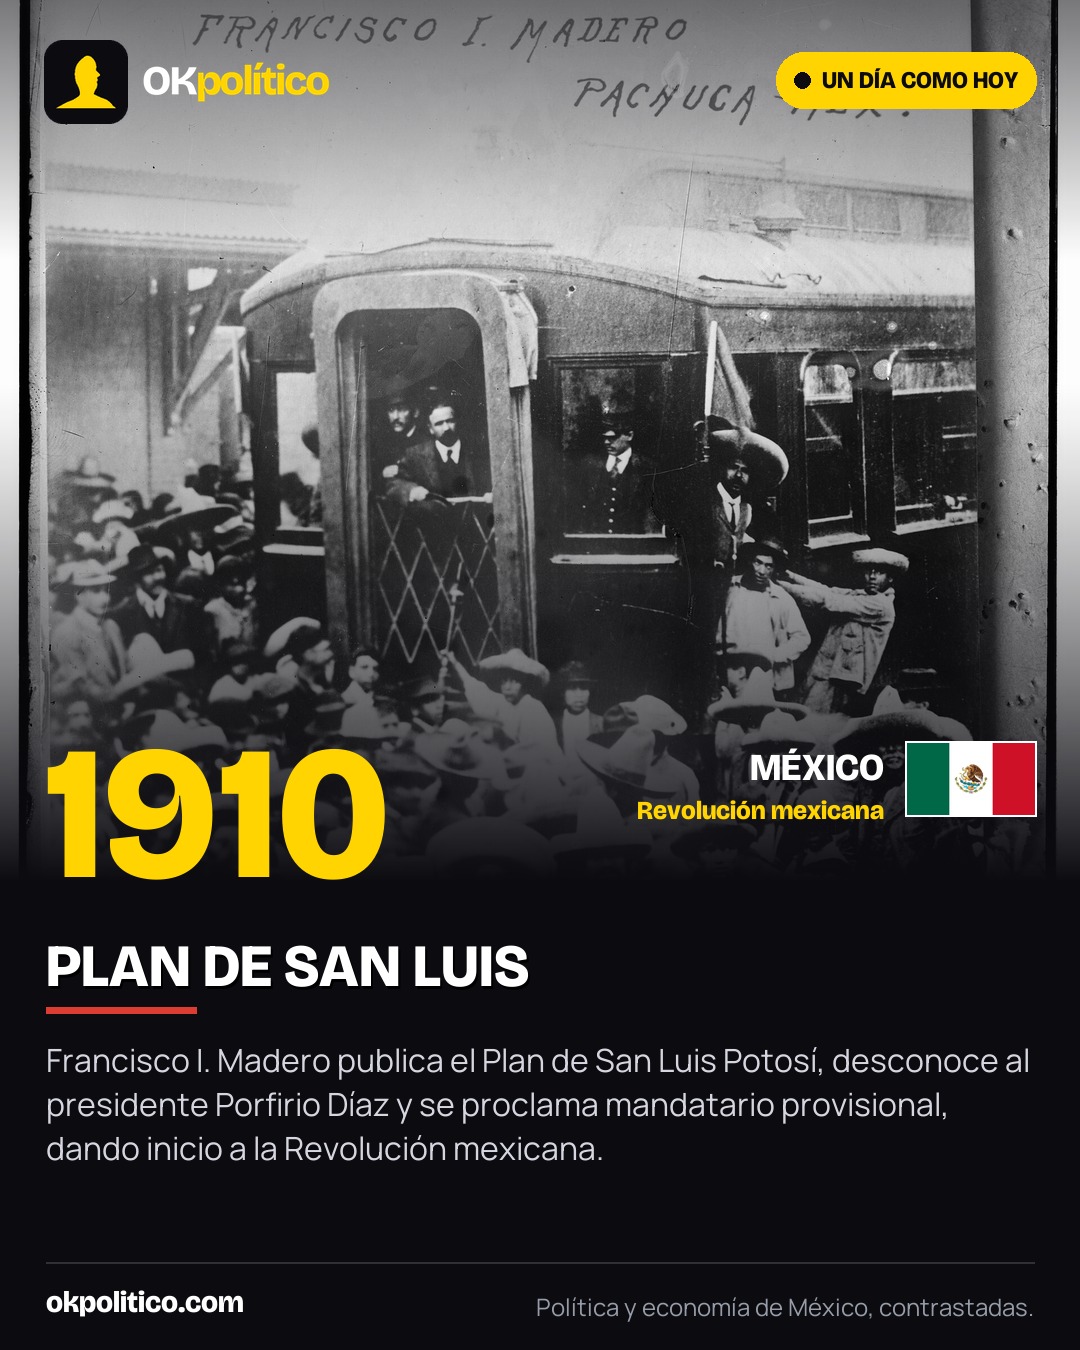 FRANCISCO I. MADERO
PACHUCA
OKpolítico
UN DÍA COMO HOY
1910
MÉXICO
Revolución mexicana
PLAN DE SAN LUIS
Francisco I. Madero publica el Plan de San Luis Potosí, desconoce al
presidente Porfirio Díaz y se proclama mandatario provisional,
dando inicio a la Revolución mexicana.
okpolitico.com
Política y economía de México, contrastadas.